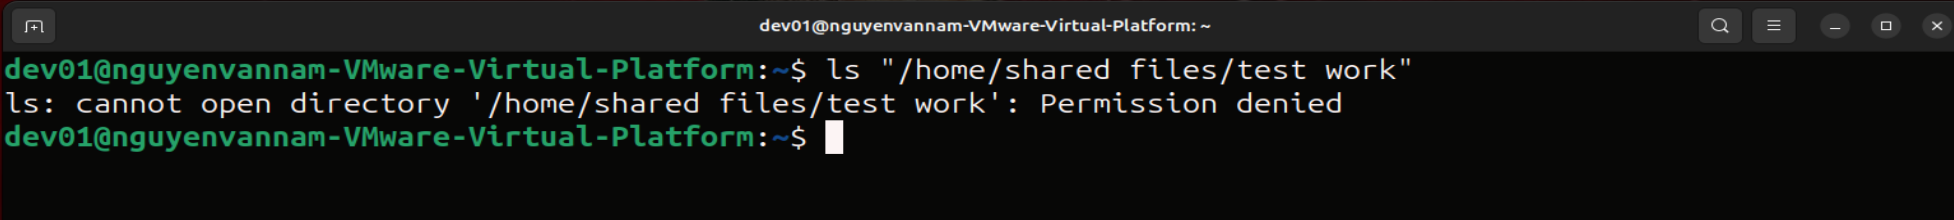 dev01@nguyenvannam-VMware-Virtual-Platform: ~
dev01@nguyenvannam-VMware-Virtual-Platform:~$ ls "/home/shared files/test work"
ls: cannot open directory '/home/shared files/test work': Permission denied
dev01@nguyenvannam-VMware-Virtual-Platform:~$